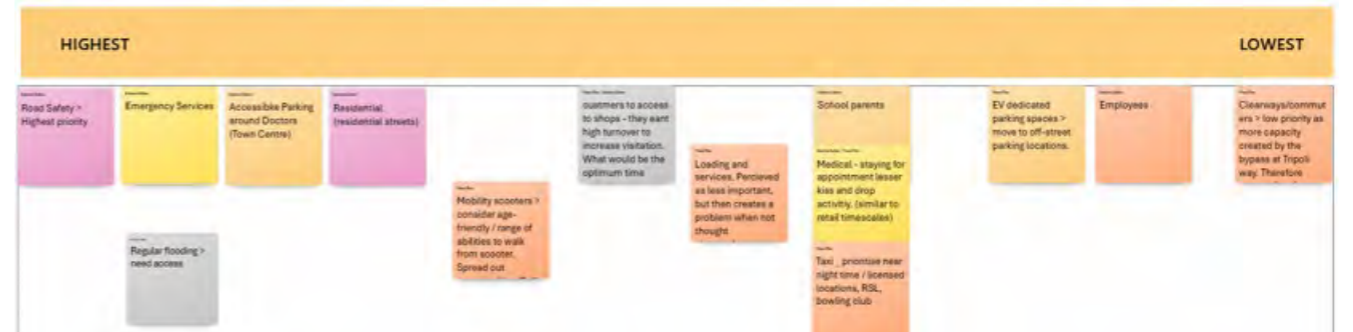 HIGHEST
LOWEST
Road Safety >
Highest priority
Emergency Services
Accessibke Parking
around Doctors
(Town Centre)
Residential
(residential streets)
to access
to shops - they
high turnover to
increase visitation.
What would be the
optimum time
School parents
EV dedicated
parking spaces >
move to off-street
parking locations.
Employees
Clearways/commut
ers > low priority as
more capacity
created by the
bypass at Tripoli
way. Therefore
Loading and
services. Percieved
as less important,
but then creates a
problem when not
thought
Medical - staying for
appointment lesser
kiss and drop
(similar to
retail timescales)
Mobility scooters >
consider age-
friendly / range of
abilities to walk
from scooter.
Spread out
Regular flooding >
need access
Taxi _ prioritise near
night time / licensed
locations, RSL,
bowling club